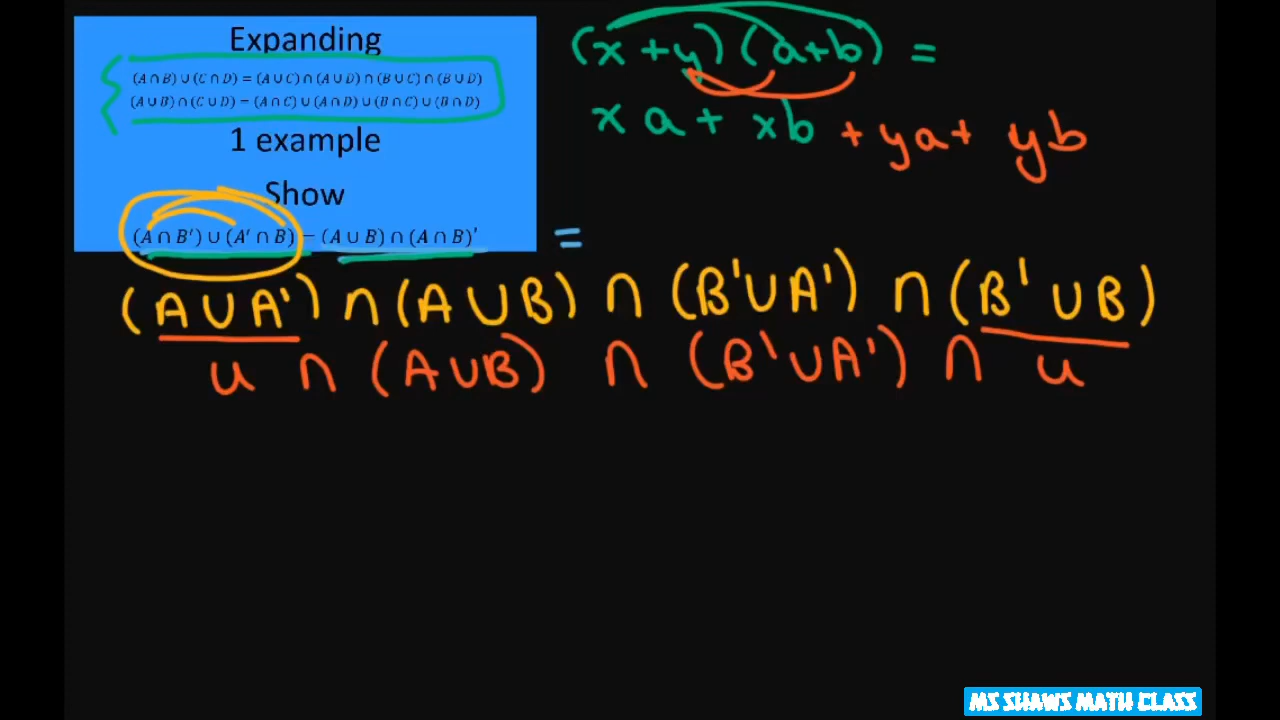 Expanding
(A ∩ B) ∪ (C ∩ D) = (A ∪ C) ∩ (A ∪ D) ∩ (B ∪ C) ∩ (B ∪ D)
(A ∪ B) ∩ (C ∪ D) = (A ∩ C) ∪ (A ∩ D) ∪ (B ∩ C) ∪ (B ∩ D)
1 example
Show
(A ∩ B′) ∪ (A′ ∩ B) = (A ∪ B) ∩ (A ∩ B)′
(x + y) (a + b) =
x a + x b + y a + y b
=
(A ∪ A') ∩ (A ∪ B) ∩ (B' ∪ A') ∩ (B' ∪ B)
u ∩ (A ∪ B) ∩ (B' ∪ A') ∩ u
MS SHAWS MATH CLASS